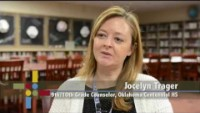 Jocelyn Trager
9th/10th Grade Counselor, Oklahoma Centennial HS